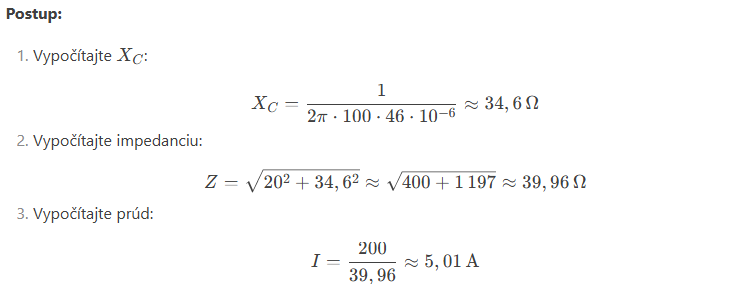 Postup:
1. Vypočítajte X_C:
X_C = 1 / (2π · 100 · 46 · 10^−6) ≈ 34,6 Ω
2. Vypočítajte impedanciu:
Z = √(20² + 34,6²) ≈ √(400 + 1 197) ≈ 39,96 Ω
3. Vypočítajte prúd:
I = 200 / 39,96 ≈ 5,01 A